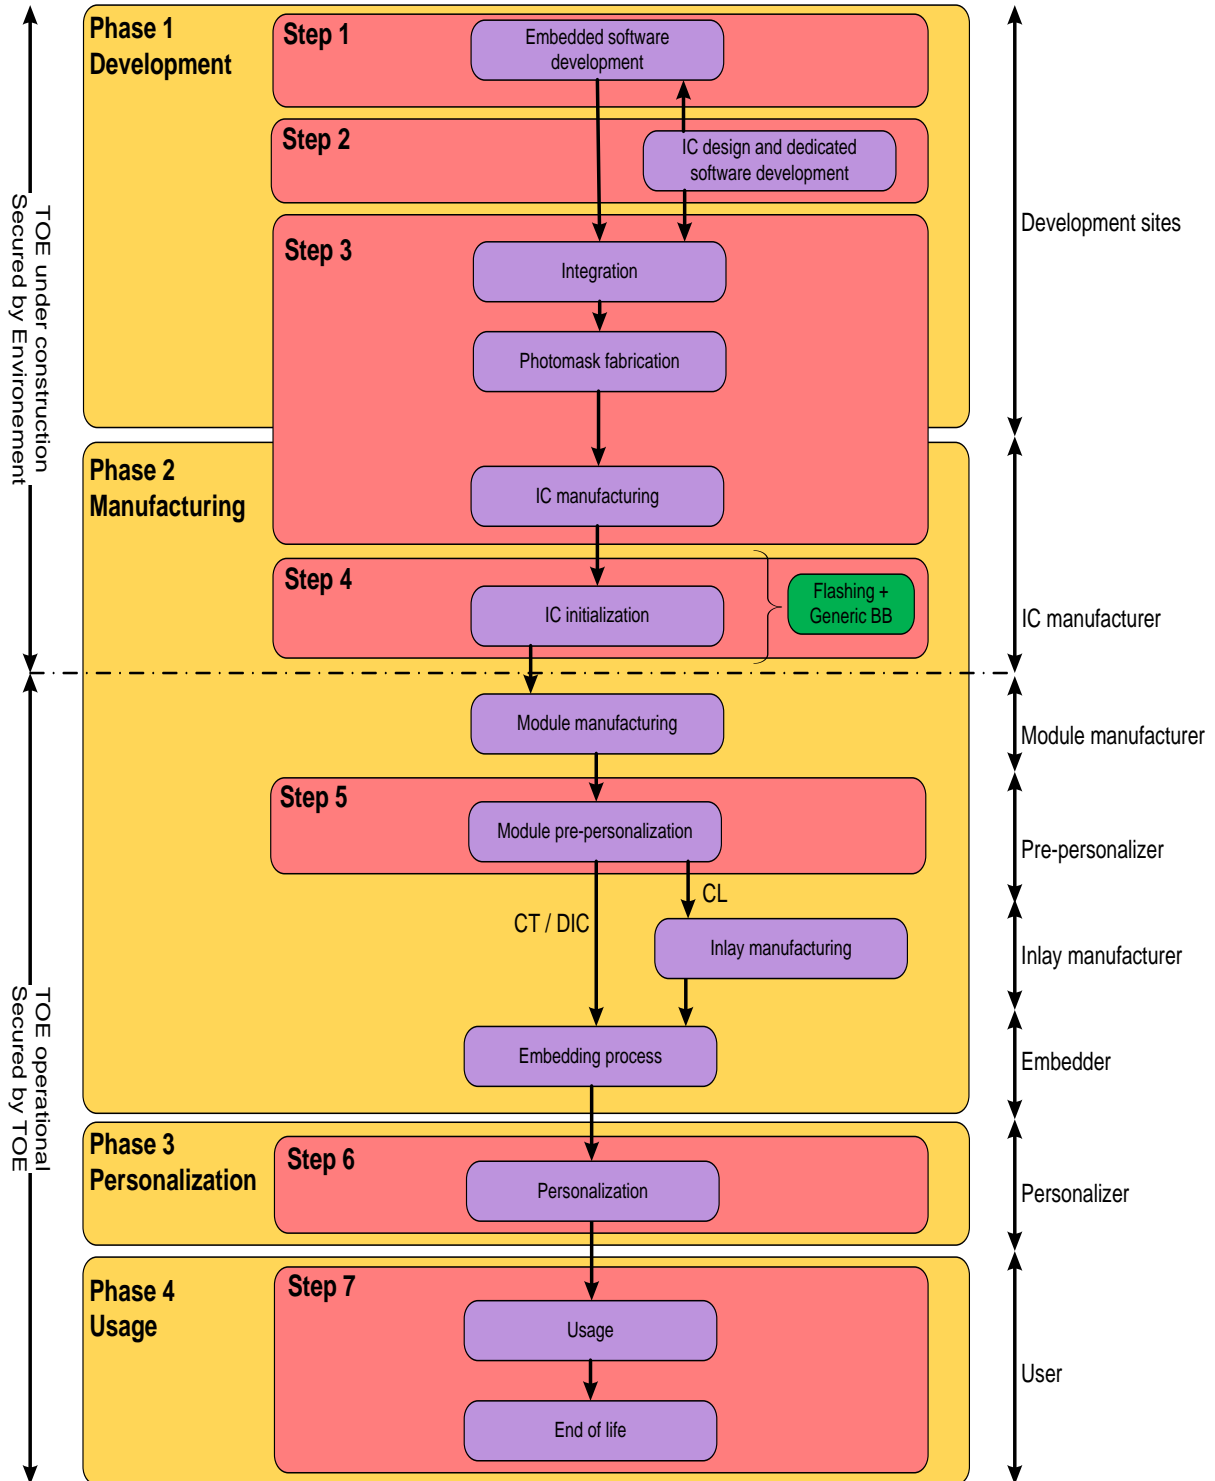 Phase 1
Development
Step 1
Embedded software
development
Step 2
IC design and dedicated
software development
Step 3
Integration
Photomask fabrication
Development sites
TOE under construction
Secured by Environement
Phase 2
Manufacturing
IC manufacturing
Step 4
IC initialization
Flashing +
Generic BB
IC manufacturer
Module manufacturing
Module manufacturer
Step 5
Module pre-personalization
Pre-personalizer
CL
CT / DIC
Inlay manufacturing
Inlay manufacturer
Embedding process
Embedder
TOE operational
Secured by TOE
Phase 3
Personalization
Step 6
Personalization
Personalizer
Phase 4
Usage
Step 7
Usage
End of life
User